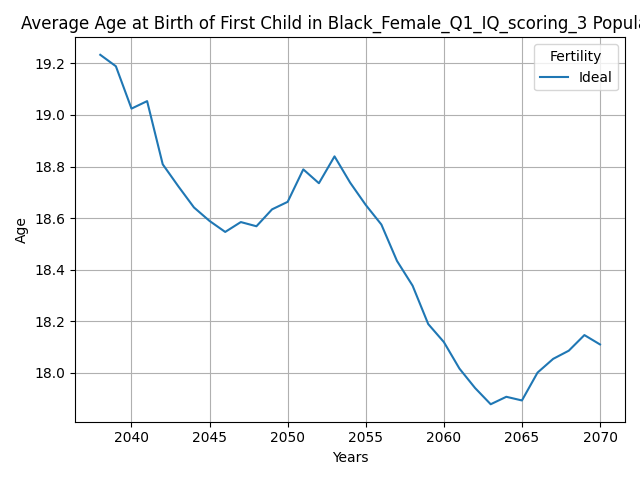 Average Age at Birth of First Child in Black_Female_Q1_IQ_scoring_3 Popula
Fertility
Ideal
19.2
19.0
18.8
18.6
18.4
18.2
18.0
Age
2040 2045 2050 2055 2060 2065 2070
Years